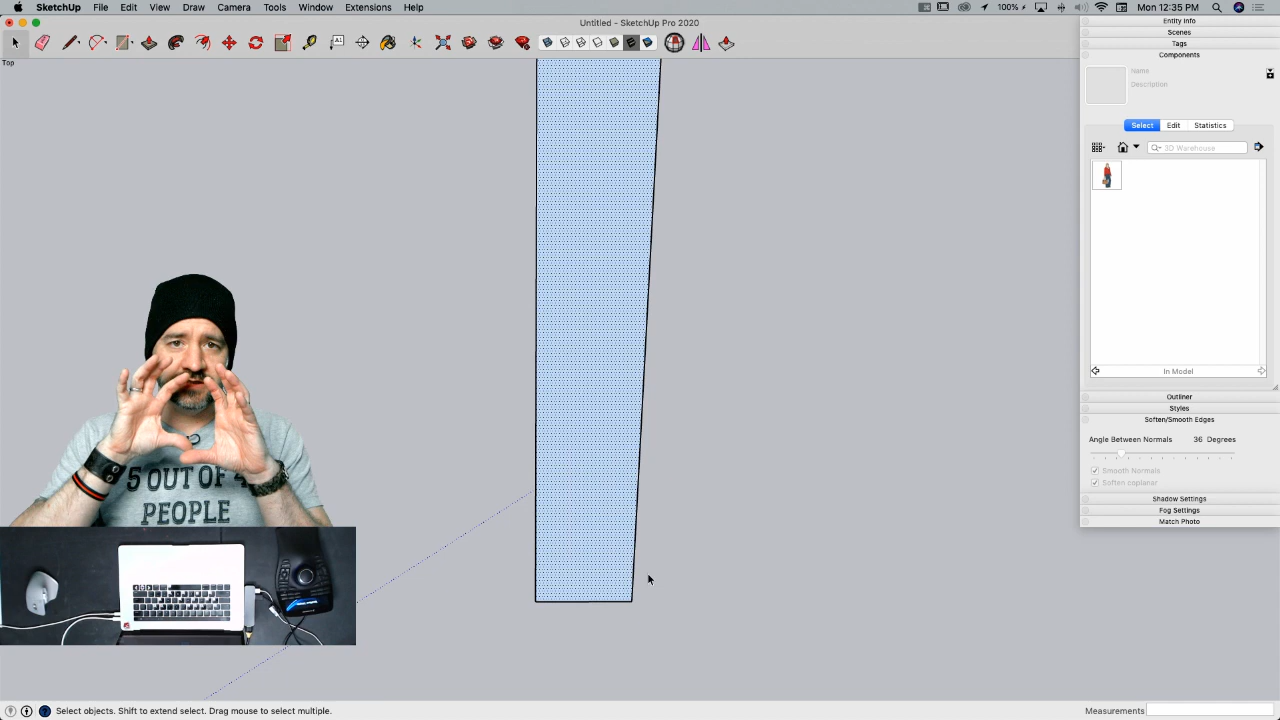 SketchUp File Edit View Camera Draw Tools Window Extensions Help
100% Mon 12:35 PM
Untitled - SketchUp Pro 2020
Top
Entity Info
Scenes
Tags
Components
Name
Description
Select Edit Statistics
3D Warehouse
In Model
Outliner
Styles
Soften/Smooth Edges
Angle Between Normals 36 Degrees
Smooth Normals
Soften coplanar
Shadow Settings
Fog Settings
Match Photo
5 OUT OF 4
PEOPLE
Select objects. Shift to extend select. Drag mouse to select multiple.
Measurements